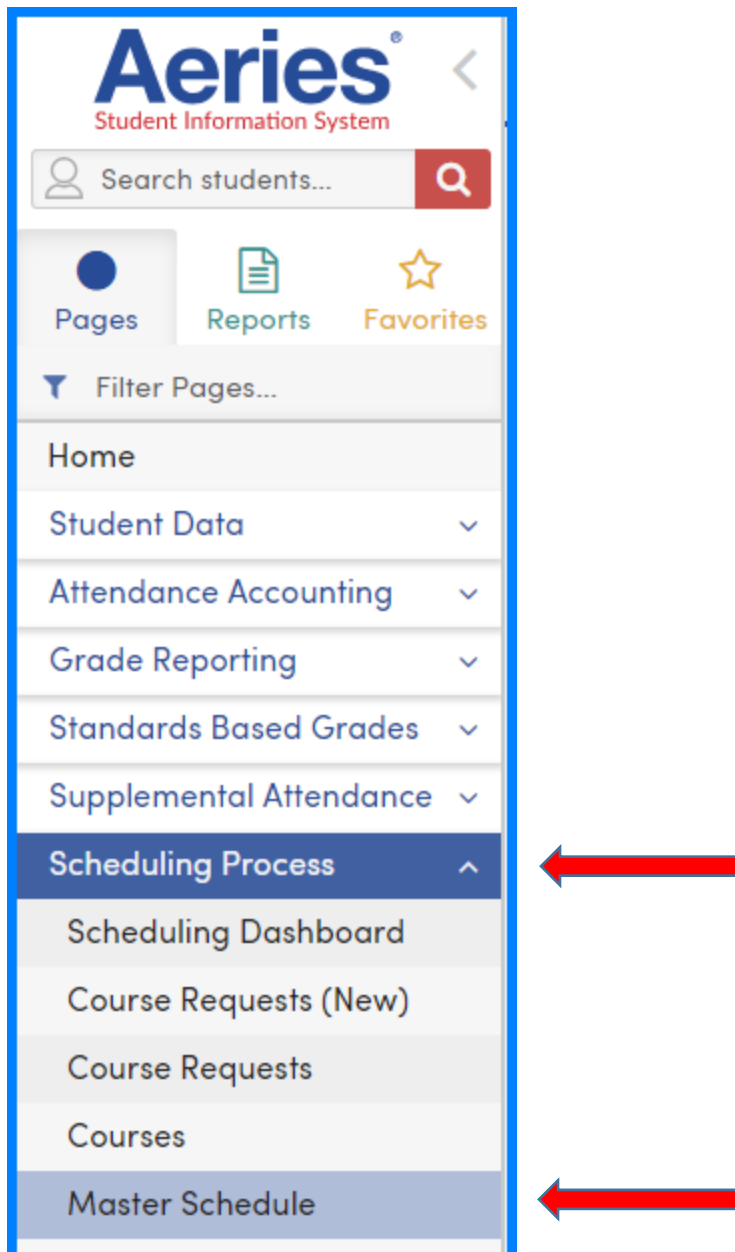 Aeries®
Student Information System
Search students...
Pages Reports Favorites
Filter Pages...
Home
Student Data
Attendance Accounting
Grade Reporting
Standards Based Grades
Supplemental Attendance
Scheduling Process
Scheduling Dashboard
Course Requests (New)
Course Requests
Courses
Master Schedule